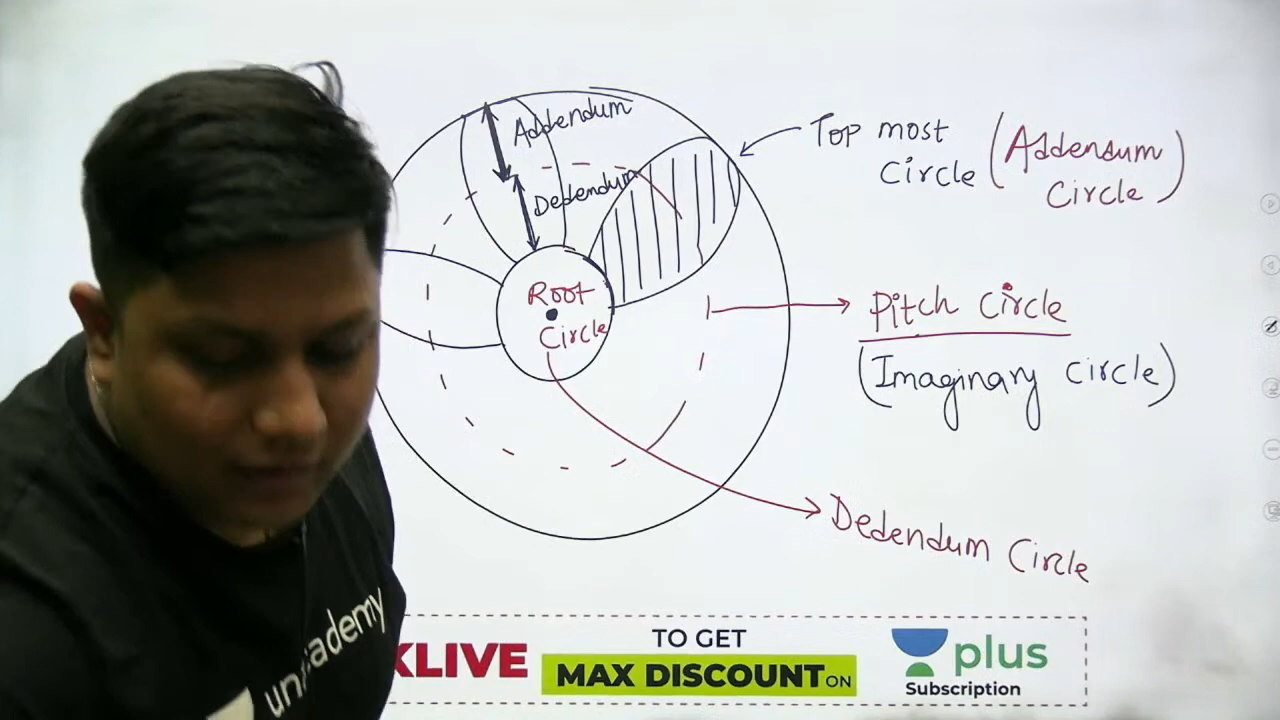 Addendum
Dedendum
Top most
Circle (Addendum
Circle)
Root
Circle
Pitch Circle
(Imaginary Circle)
Dedendum Circle
unacademy
KLIVE
TO GET
MAX DISCOUNT ON
plus
Subscription